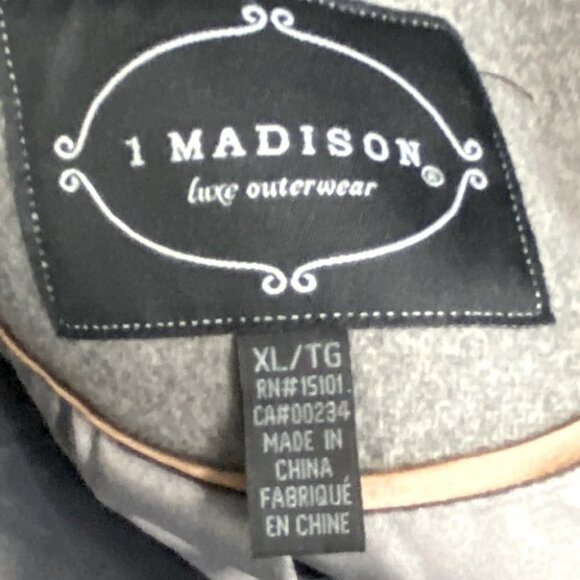 1 MADISON®
luxe outerwear
XL/TG
RN#15101
CA#00234
MADE IN
CHINA
FABRIQUÉ
EN CHINE